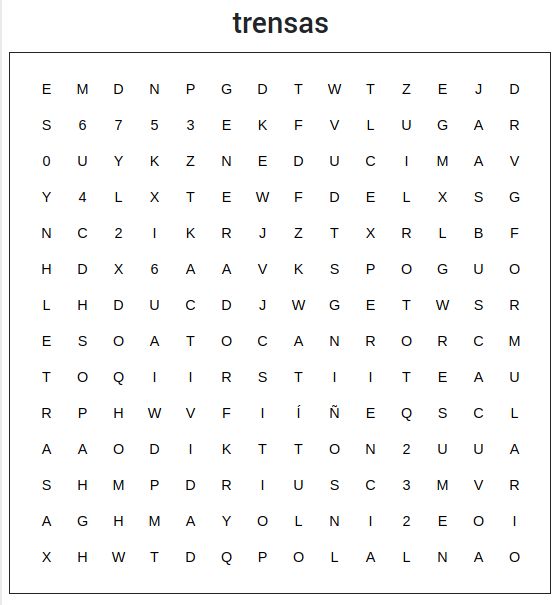 trensas
E M D N P G D T W T Z E J D
S 6 7 5 3 E K F V L U G A R
0 U Y K Z N E D U C I M A V
Y 4 L X T E W F D E L X S G
N C 2 I K R J Z T X R L B F
H D X 6 A A V K S P O G U O
L H D U C D J W G E T W S R
E S O A T O C A N R O R C M
T O Q I I R S T I I T E A U
R P H W V F I Í Ñ E Q S C L
A A O D I K T T O N 2 U U A
S H M P D R I U S C 3 M V R
A G H M A Y O L N I 2 E O I
X H W T D Q P O L A L N A O